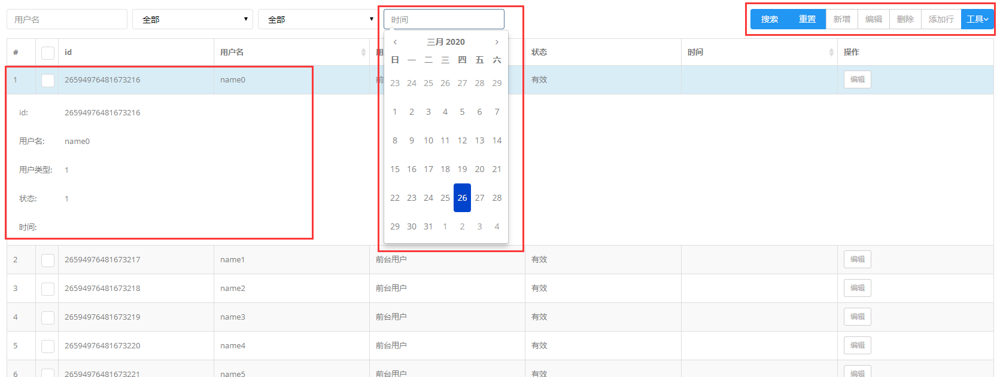 用户名 全部 全部 时间 搜索 重置 新增 编辑 删除 添加行 工具
# id 用户名 用 状态 时间 操作
三月 2020
日 一 二 三 四 五 六
23 24 25 26 27 28 29
1 2 3 4 5 6 7
8 9 10 11 12 13 14
15 16 17 18 19 20 21
22 23 24 25 26 27 28
29 30 31 1 2 3 4
1 26594976481673216 name0 前 有效 编辑
id: 26594976481673216
用户名: name0
用户类型: 1
状态: 1
时间:
2 26594976481673217 name1 前台用户 有效 编辑
3 26594976481673218 name2 前台用户 有效 编辑
4 26594976481673219 name3 前台用户 有效 编辑
5 26594976481673220 name4 前台用户 有效 编辑
6 26594976481673221 name5 前台用户 有效 编辑